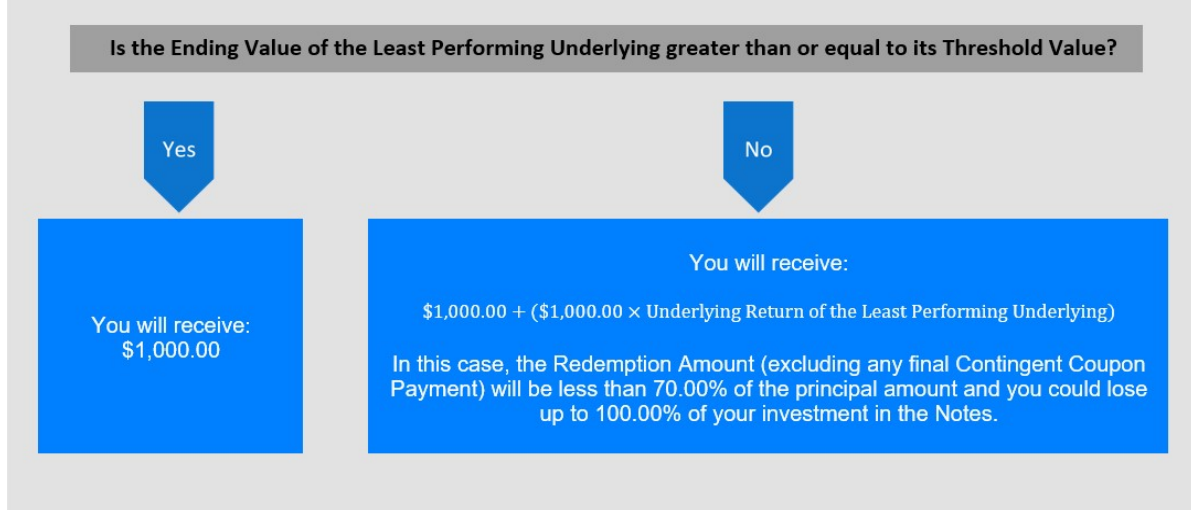 Is the Ending Value of the Least Performing Underlying greater than or equal to its Threshold Value?
Yes
No
You will receive:
$1,000.00
You will receive:
$1,000.00 + ($1,000.00 × Underlying Return of the Least Performing Underlying)
In this case, the Redemption Amount (excluding any final Contingent Coupon
Payment) will be less than 70.00% of the principal amount and you could lose
up to 100.00% of your investment in the Notes.